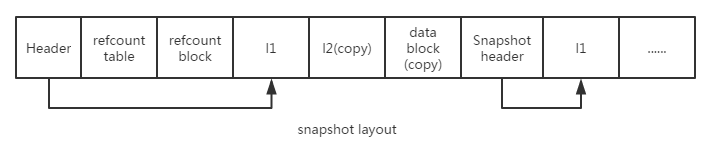 Header
refcount
table
refcount
block
l1
l2(copy)
data
block
(copy)
Snapshot
header
l1
......
snapshot layout